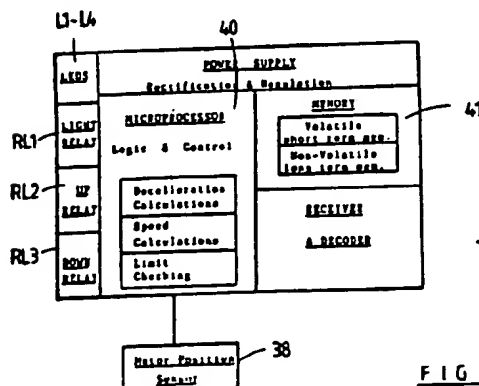 L1-L4
40
LEDS
POWER SUPPLY
Rectification & Regulation
RL1
LIGHT
RELAY
MICROPROCESSOR
Logic & Control
MEMORY
41
Volatile
short term mem.
Non-Volatile
long term mem.
RL2
UP
RELAY
Decelleration
Calculations
Speed
Calculations
Limit
Checking
RECEIVER
& DECODER
RL3
DOWN
RELAY
Motor Position
Sensor
38
FIG